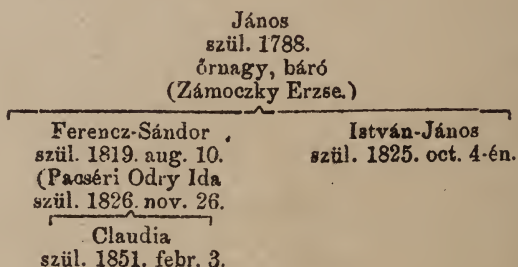 János
szül. 1788.
őrnagy, báró
(Zámoczky Erzse.)
Ferencz-Sándor
szül. 1819. aug. 10.
(Pacséri Odry Ida
szül. 1826. nov. 26.
István-János
szül. 1825. oct. 4-én.
Claudia
szül. 1851. febr. 3.